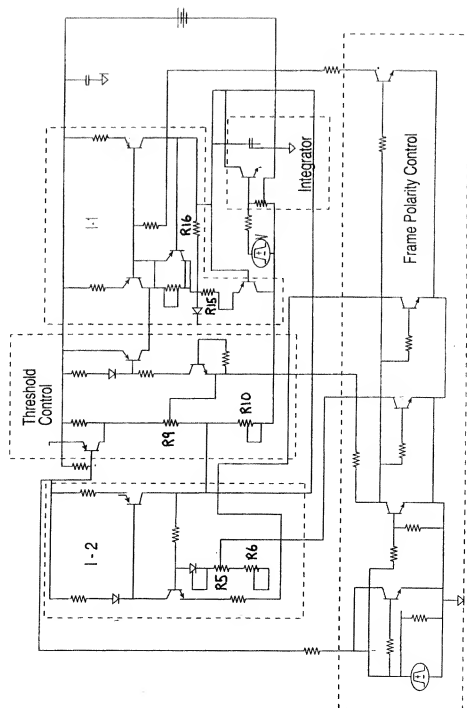 Threshold
Control
I-2
I-1
R16
R15
R9
R10
R5
R6
Integrator
Frame Polarity Control